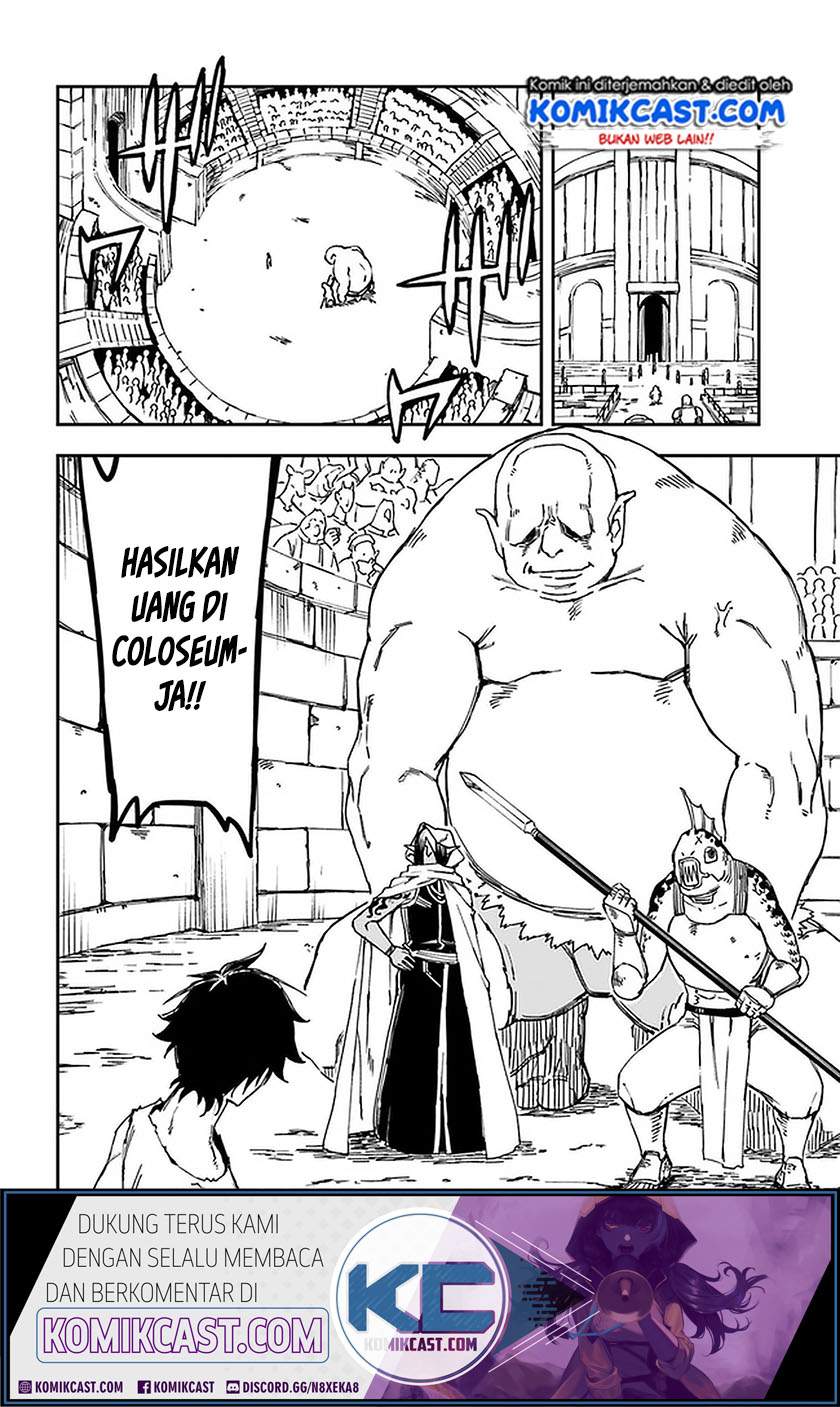 Komik ini diterjemahkan & diedit oleh
KOMIKCAST.COM
BUKAN WEB LAIN!!
HASILKAN
UANG DI
COLOSEUM-
JA!!
DUKUNG TERUS KAMI
DENGAN SELALU MEMBACA
DAN BERKOMENTAR DI
KOMIKCAST.COM
KC
KOMIKCAST.COM
KOMIKCAST.COM KOMIKCAST DISCORD.GG/N8XEKA8